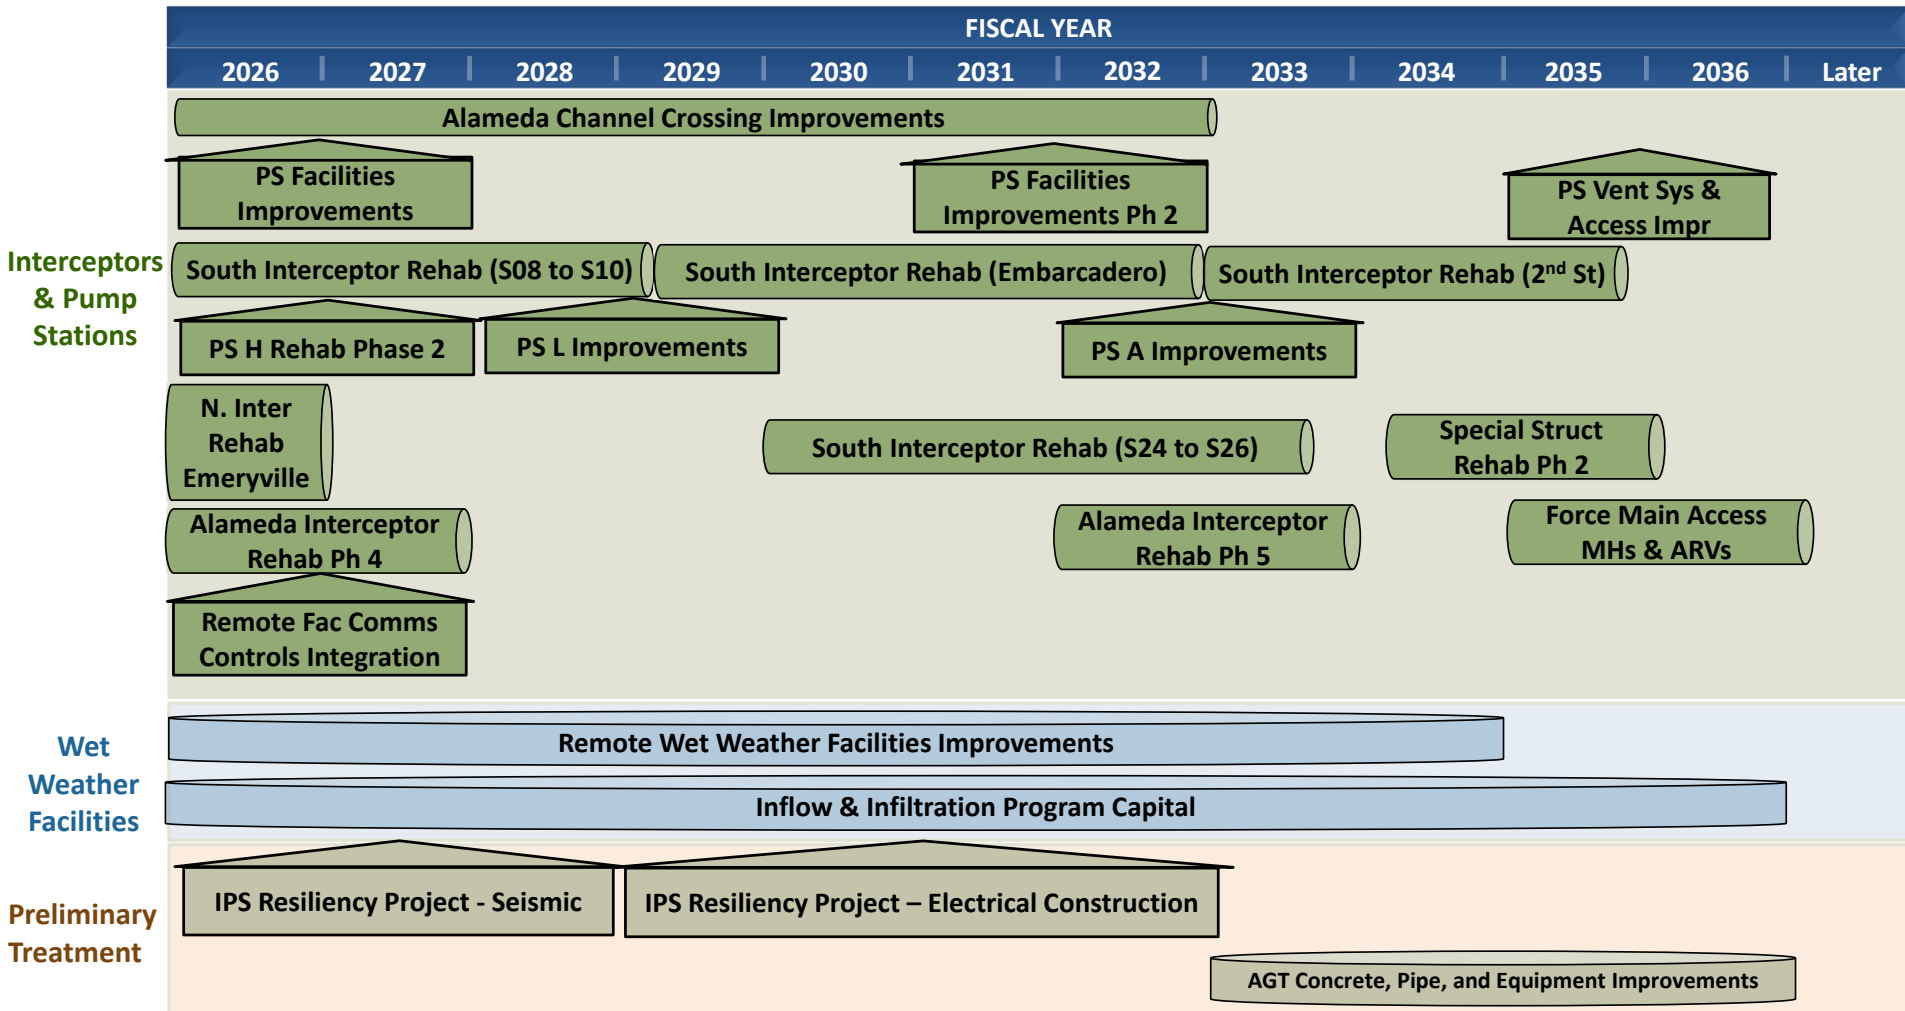 FISCAL YEAR
2026 2027 2028 2029 2030 2031 2032 2033 2034 2035 2036 Later
Interceptors
& Pump
Stations
Alameda Channel Crossing Improvements
PS Facilities
Improvements
PS Facilities
Improvements Ph 2
PS Vent Sys &
Access Impr
South Interceptor Rehab (S08 to S10)
South Interceptor Rehab (Embarcadero)
South Interceptor Rehab (2nd St)
PS H Rehab Phase 2
PS L Improvements
PS A Improvements
N. Inter
Rehab
Emeryville
South Interceptor Rehab (S24 to S26)
Special Struct
Rehab Ph 2
Alameda Interceptor
Rehab Ph 4
Alameda Interceptor
Rehab Ph 5
Force Main Access
MHs & ARVs
Remote Fac Comms
Controls Integration
Wet
Weather
Facilities
Remote Wet Weather Facilities Improvements
Inflow & Infiltration Program Capital
Preliminary
Treatment
IPS Resiliency Project - Seismic
IPS Resiliency Project – Electrical Construction
AGT Concrete, Pipe, and Equipment Improvements